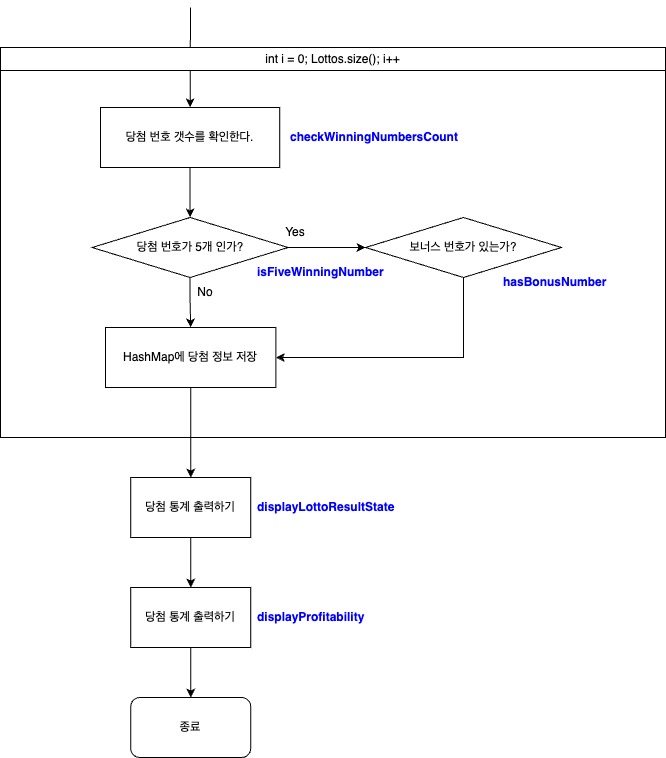 int i = 0; Lottos.size(); i++
당첨 번호 갯수를 확인한다.
checkWinningNumbersCount
당첨 번호가 5개 인가?
Yes
보너스 번호가 있는가?
isFiveWinningNumber
hasBonusNumber
No
HashMap에 당첨 정보 저장
당첨 통계 출력하기
displayLottoResultState
당첨 통계 출력하기
displayProfitability
종료